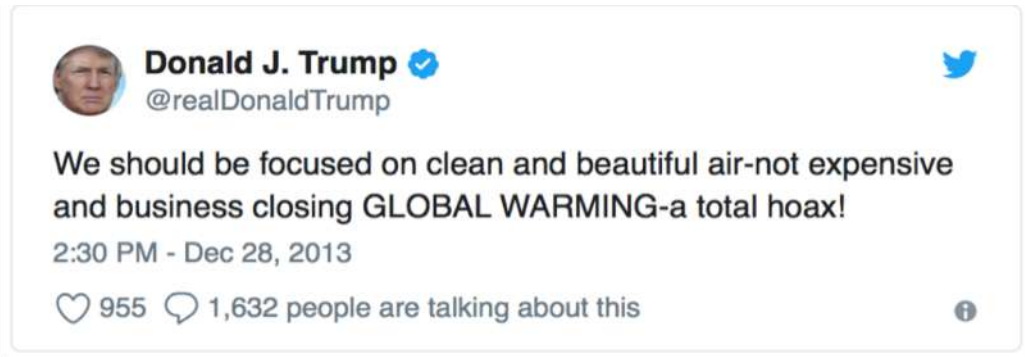 Donald J. Trump
@realDonaldTrump
We should be focused on clean and beautiful air-not expensive
and business closing GLOBAL WARMING-a total hoax!
2:30 PM - Dec 28, 2013
955 1,632 people are talking about this